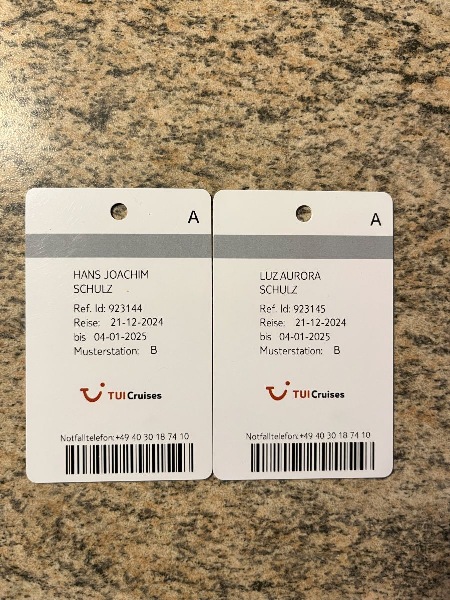 A
HANS JOACHIM
SCHULZ
Ref. Id: 923144
Reise: 21-12-2024
bis 04-01-2025
Musterstation: B
TUI Cruises
Notfalltelefon:+49 40 30 18 74 10
A
LUZ AURORA
SCHULZ
Ref. Id: 923145
Reise: 21-12-2024
bis 04-01-2025
Musterstation: B
TUI Cruises
Notfalltelefon:+49 40 30 18 74 10